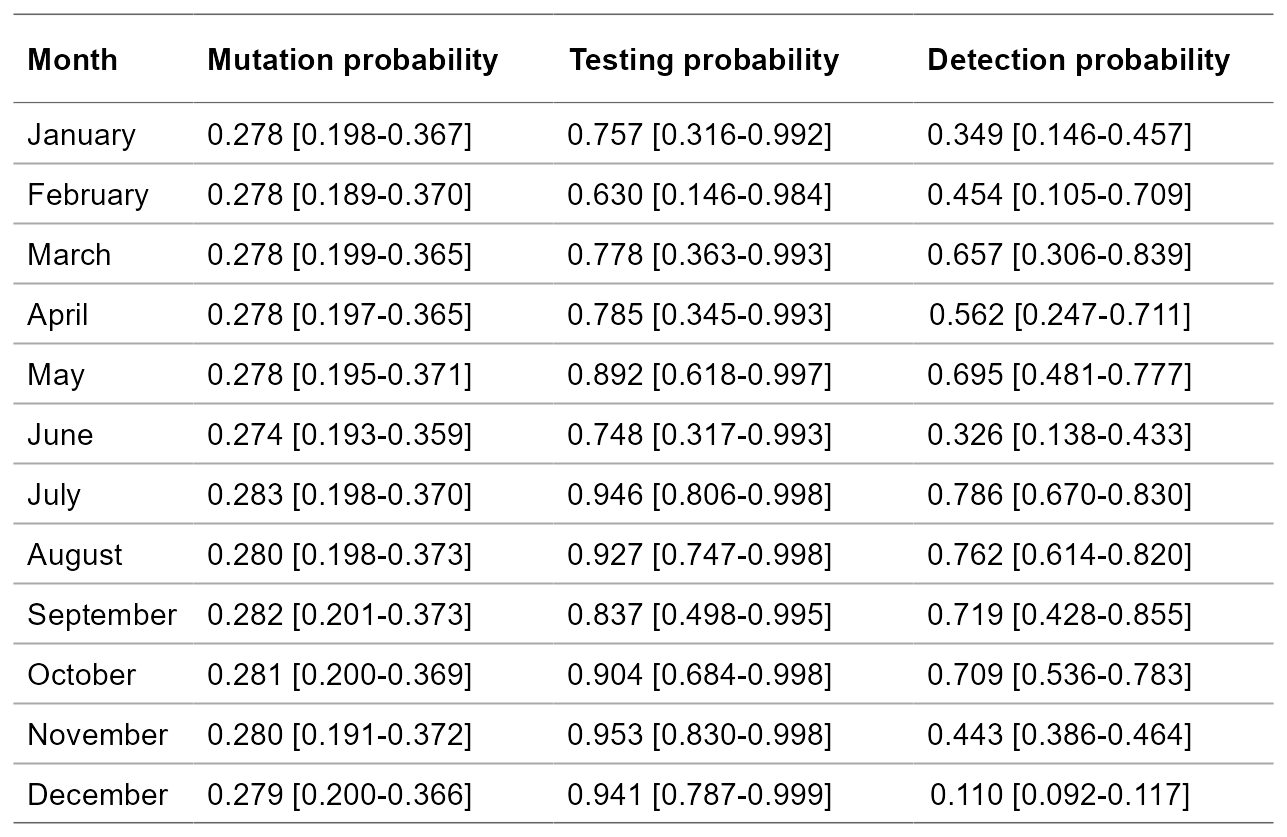 Month Mutation probability Testing probability Detection probability
January 0.278 [0.198-0.367] 0.757 [0.316-0.992] 0.349 [0.146-0.457]
February 0.278 [0.189-0.370] 0.630 [0.146-0.984] 0.454 [0.105-0.709]
March 0.278 [0.199-0.365] 0.778 [0.363-0.993] 0.657 [0.306-0.839]
April 0.278 [0.197-0.365] 0.785 [0.345-0.993] 0.562 [0.247-0.711]
May 0.278 [0.195-0.371] 0.892 [0.618-0.997] 0.695 [0.481-0.777]
June 0.274 [0.193-0.359] 0.748 [0.317-0.993] 0.326 [0.138-0.433]
July 0.283 [0.198-0.370] 0.946 [0.806-0.998] 0.786 [0.670-0.830]
August 0.280 [0.198-0.373] 0.927 [0.747-0.998] 0.762 [0.614-0.820]
September 0.282 [0.201-0.373] 0.837 [0.498-0.995] 0.719 [0.428-0.855]
October 0.281 [0.200-0.369] 0.904 [0.684-0.998] 0.709 [0.536-0.783]
November 0.280 [0.191-0.372] 0.953 [0.830-0.998] 0.443 [0.386-0.464]
December 0.279 [0.200-0.366] 0.941 [0.787-0.999] 0.110 [0.092-0.117]